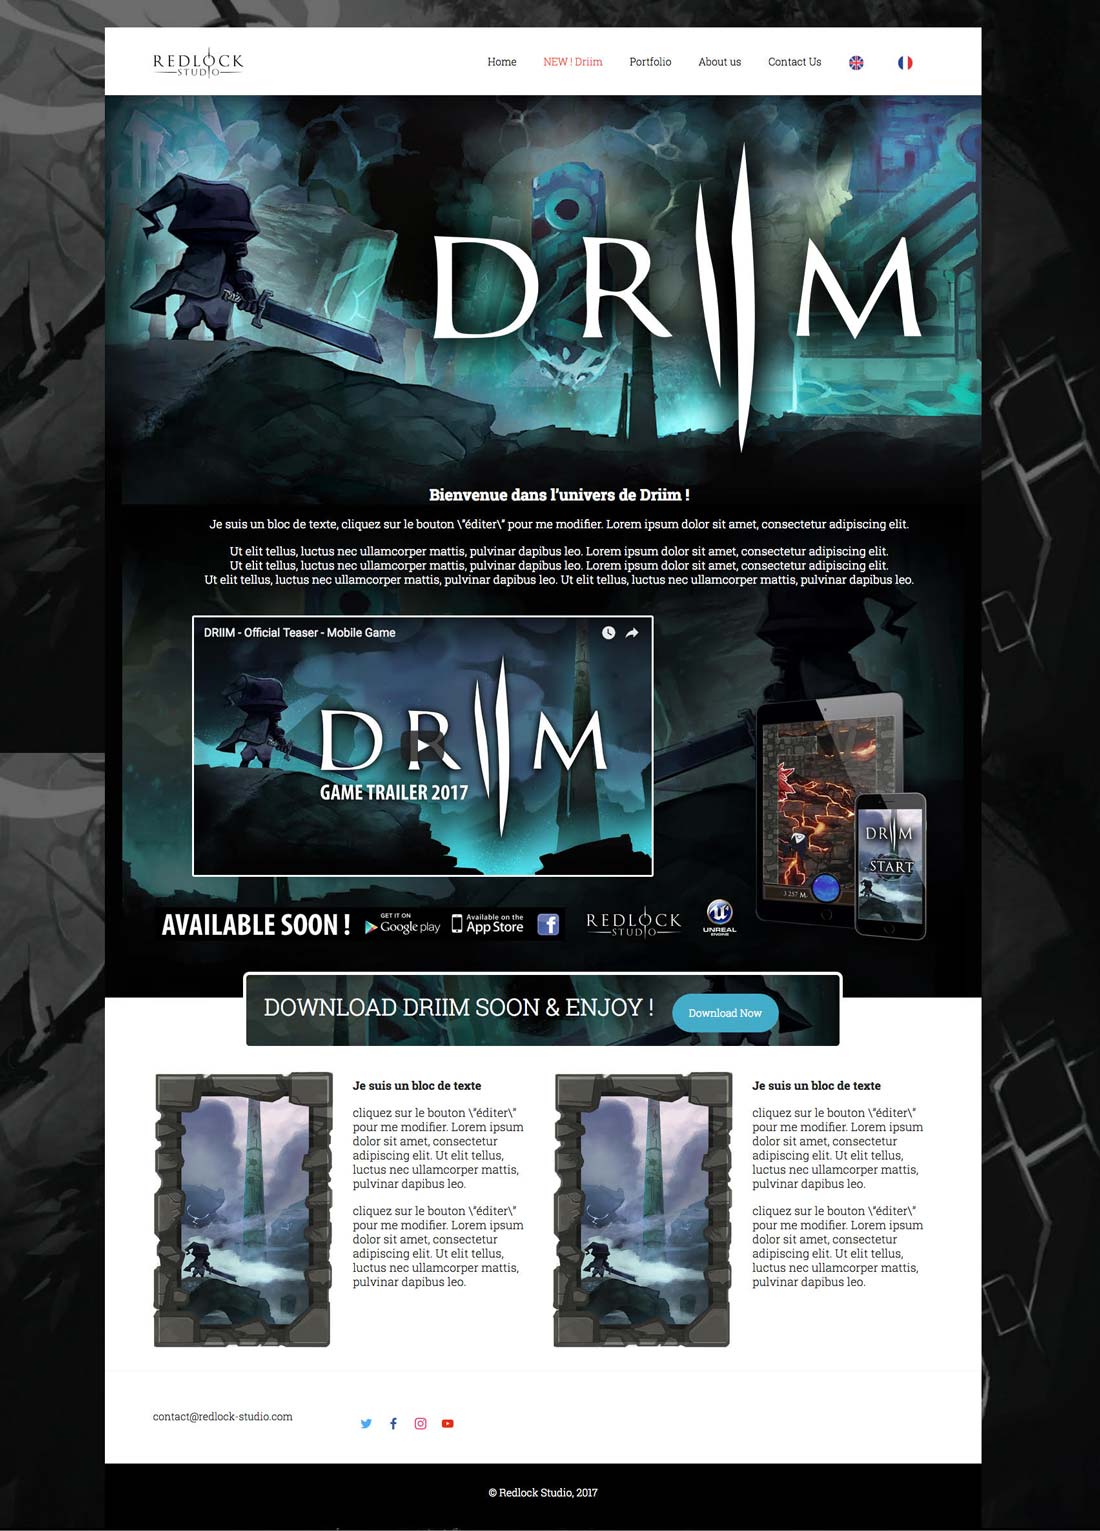 REDLOCK
STUDIO
Home NEW ! Driim Portfolio About us Contact Us
DRIIM
Bienvenue dans l'univers de Driim !
Je suis un bloc de texte, cliquez sur le bouton \"éditer\" pour me modifier. Lorem ipsum dolor sit amet, consectetur adipiscing elit.
Ut elit tellus, luctus nec ullamcorper mattis, pulvinar dapibus leo. Lorem ipsum dolor sit amet, consectetur adipiscing elit.
Ut elit tellus, luctus nec ullamcorper mattis, pulvinar dapibus leo. Lorem ipsum dolor sit amet, consectetur adipiscing elit.
Ut elit tellus, luctus nec ullamcorper mattis, pulvinar dapibus leo. Ut elit tellus, luctus nec ullamcorper mattis, pulvinar dapibus leo.
DRIIM - Official Teaser - Mobile Game
DRIIM
GAME TRAILER 2017
DRIIM
START
3 257 M.
AVAILABLE SOON !
GET IT ON
Google play
Available on the
App Store
REDLOCK
STUDIO
UNREAL
ENGINE
DOWNLOAD DRIIM SOON & ENJOY !
Download Now
Je suis un bloc de texte
cliquez sur le bouton \"éditer\"
pour me modifier. Lorem ipsum
dolor sit amet, consectetur
adipiscing elit. Ut elit tellus,
luctus nec ullamcorper mattis,
pulvinar dapibus leo.
cliquez sur le bouton \"éditer\"
pour me modifier. Lorem ipsum
dolor sit amet, consectetur
adipiscing elit. Ut elit tellus,
luctus nec ullamcorper mattis,
pulvinar dapibus leo.
Je suis un bloc de texte
cliquez sur le bouton \"éditer\"
pour me modifier. Lorem ipsum
dolor sit amet, consectetur
adipiscing elit. Ut elit tellus,
luctus nec ullamcorper mattis,
pulvinar dapibus leo.
cliquez sur le bouton \"éditer\"
pour me modifier. Lorem ipsum
dolor sit amet, consectetur
adipiscing elit. Ut elit tellus,
luctus nec ullamcorper mattis,
pulvinar dapibus leo.
contact@redlock-studio.com
© Redlock Studio, 2017